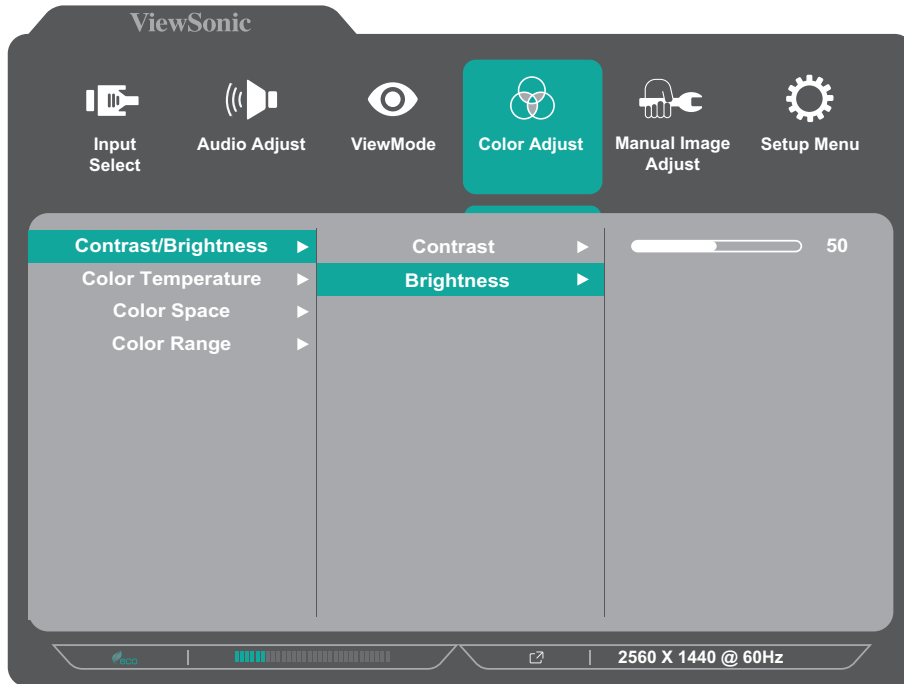 ViewSonic
Input
Select
Audio Adjust
ViewMode
Color Adjust
Manual Image
Adjust
Setup Menu
Contrast/Brightness
Contrast
50
Color Temperature
Brightness
Color Space
Color Range
eco
2560 X 1440 @ 60Hz